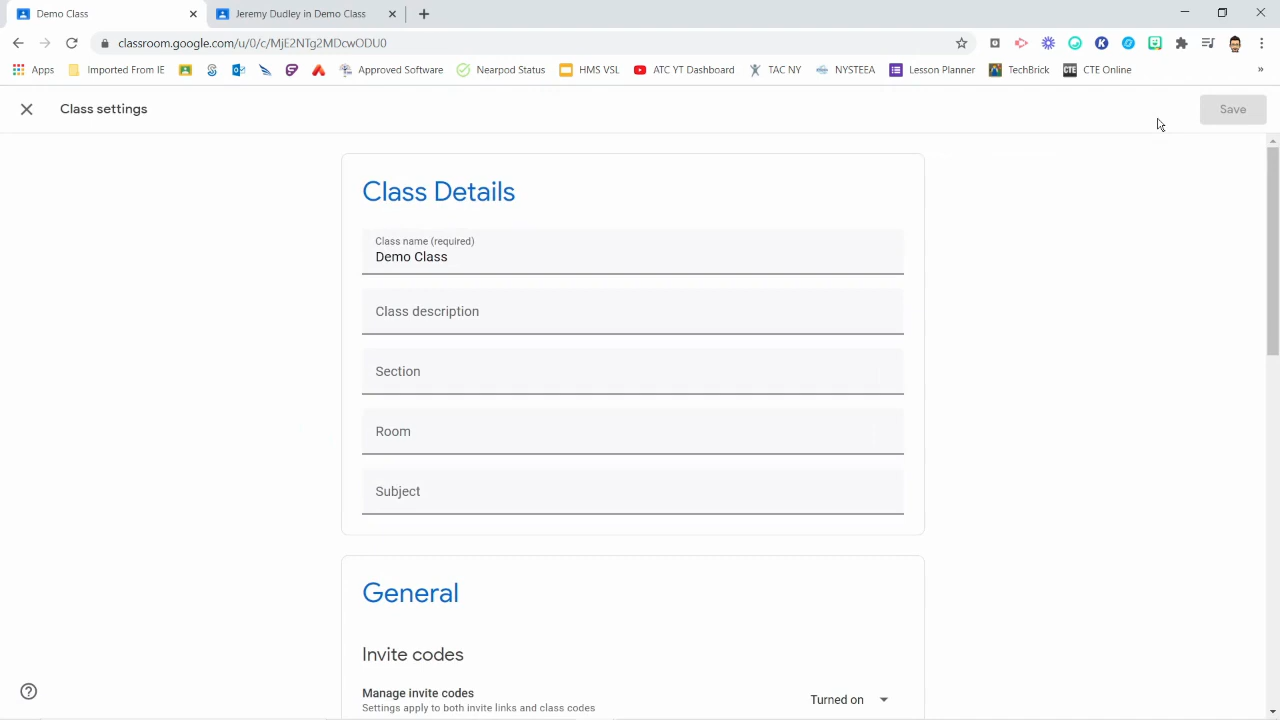 Demo Class
Jeremy Dudley in Demo Class
classroom.google.com/u/0/c/MjE2NTg2MDcwODU0
Apps Imported From IE Approved Software Nearpod Status HMS VSL ATC YT Dashboard TAC NY NYSTEEA Lesson Planner TechBrick CTE CTE Online »
Class settings
Save
Class Details
Class name (required)
Demo Class
Class description
Section
Room
Subject
General
Invite codes
Manage invite codes
Turned on
Settings apply to both invite links and class codes